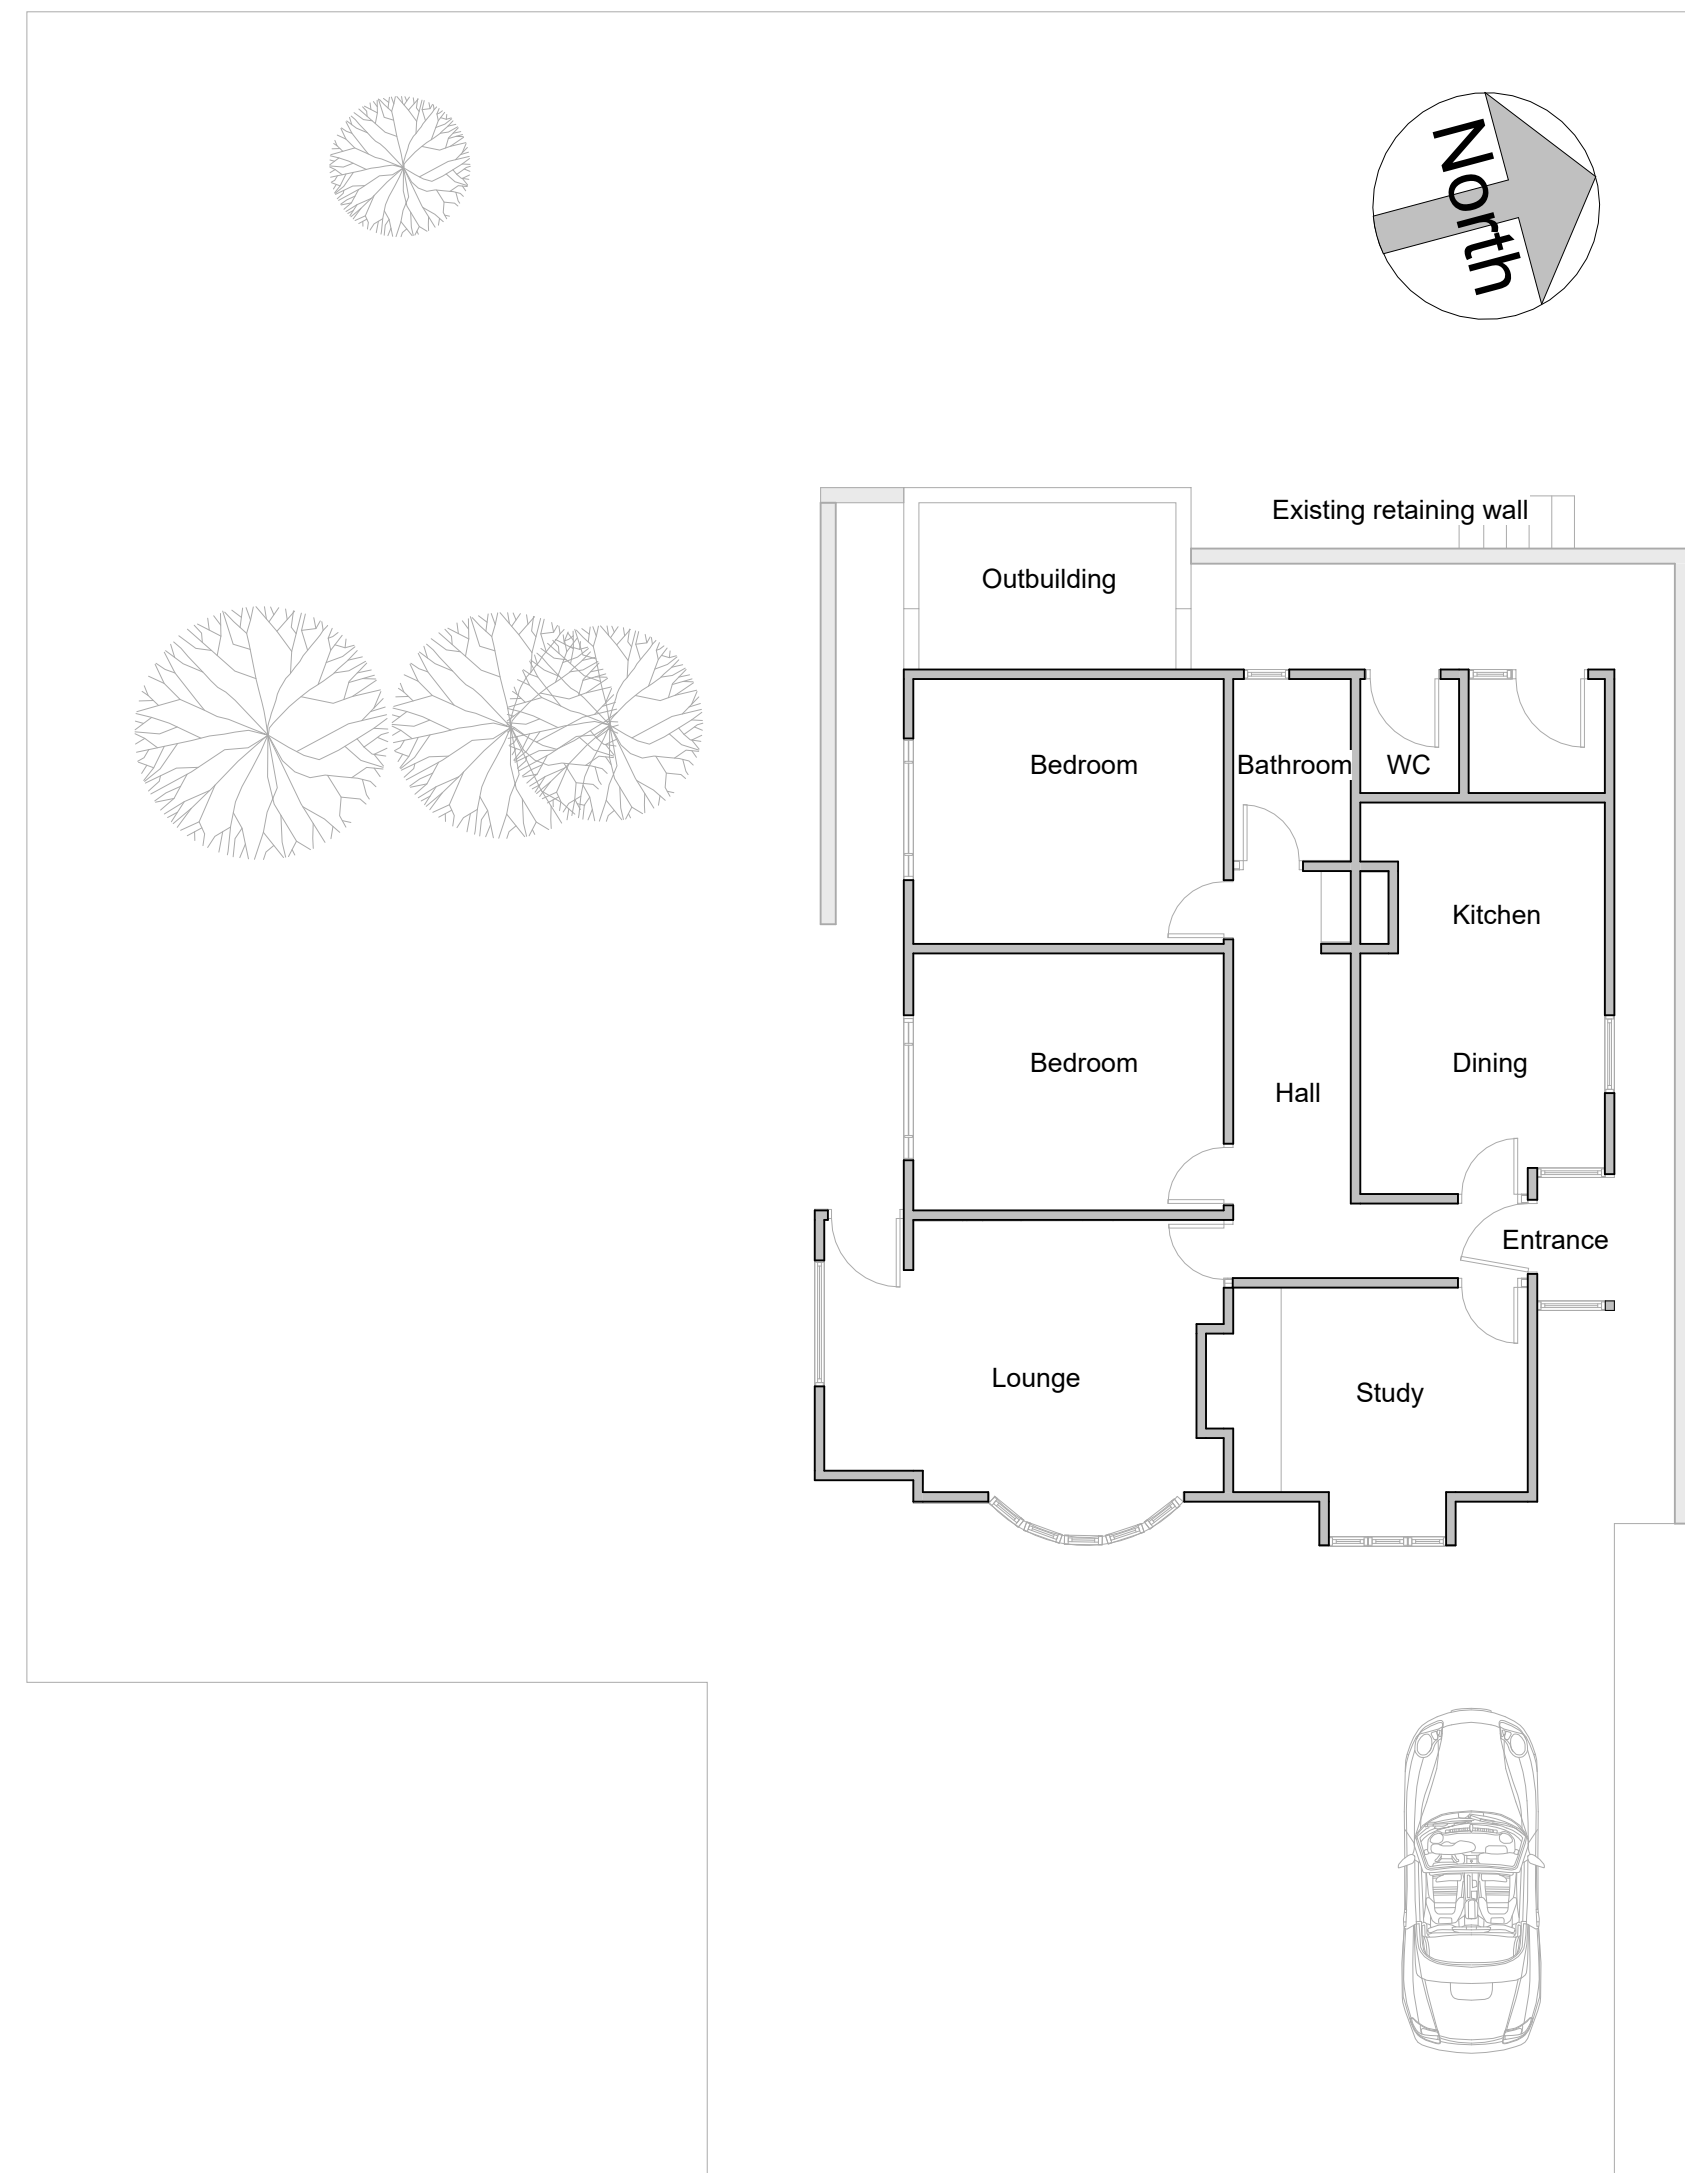 North
Existing retaining wall
Outbuilding
Bedroom
Bathroom
WC
Kitchen
Bedroom
Dining
Hall
Entrance
Lounge
Study